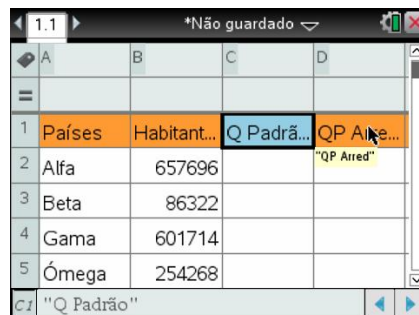 1.1 *Não guardado
A B C D
=
1 Países Habitant... Q Padrã... QP Arre...
"QP Arred"
2 Alfa 657696
3 Beta 86322
4 Gama 601714
5 Ómega 254268
C1 "Q Padrão"